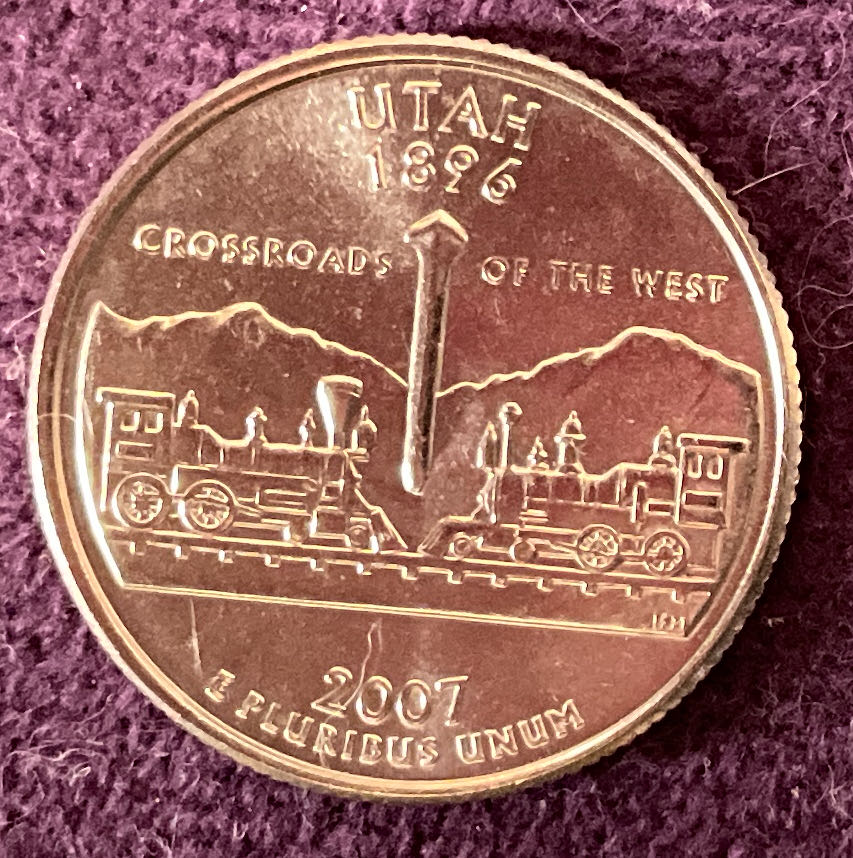 UTAH
1896
CROSSROADS OF THE WEST
2007
E PLURIBUS UNUM